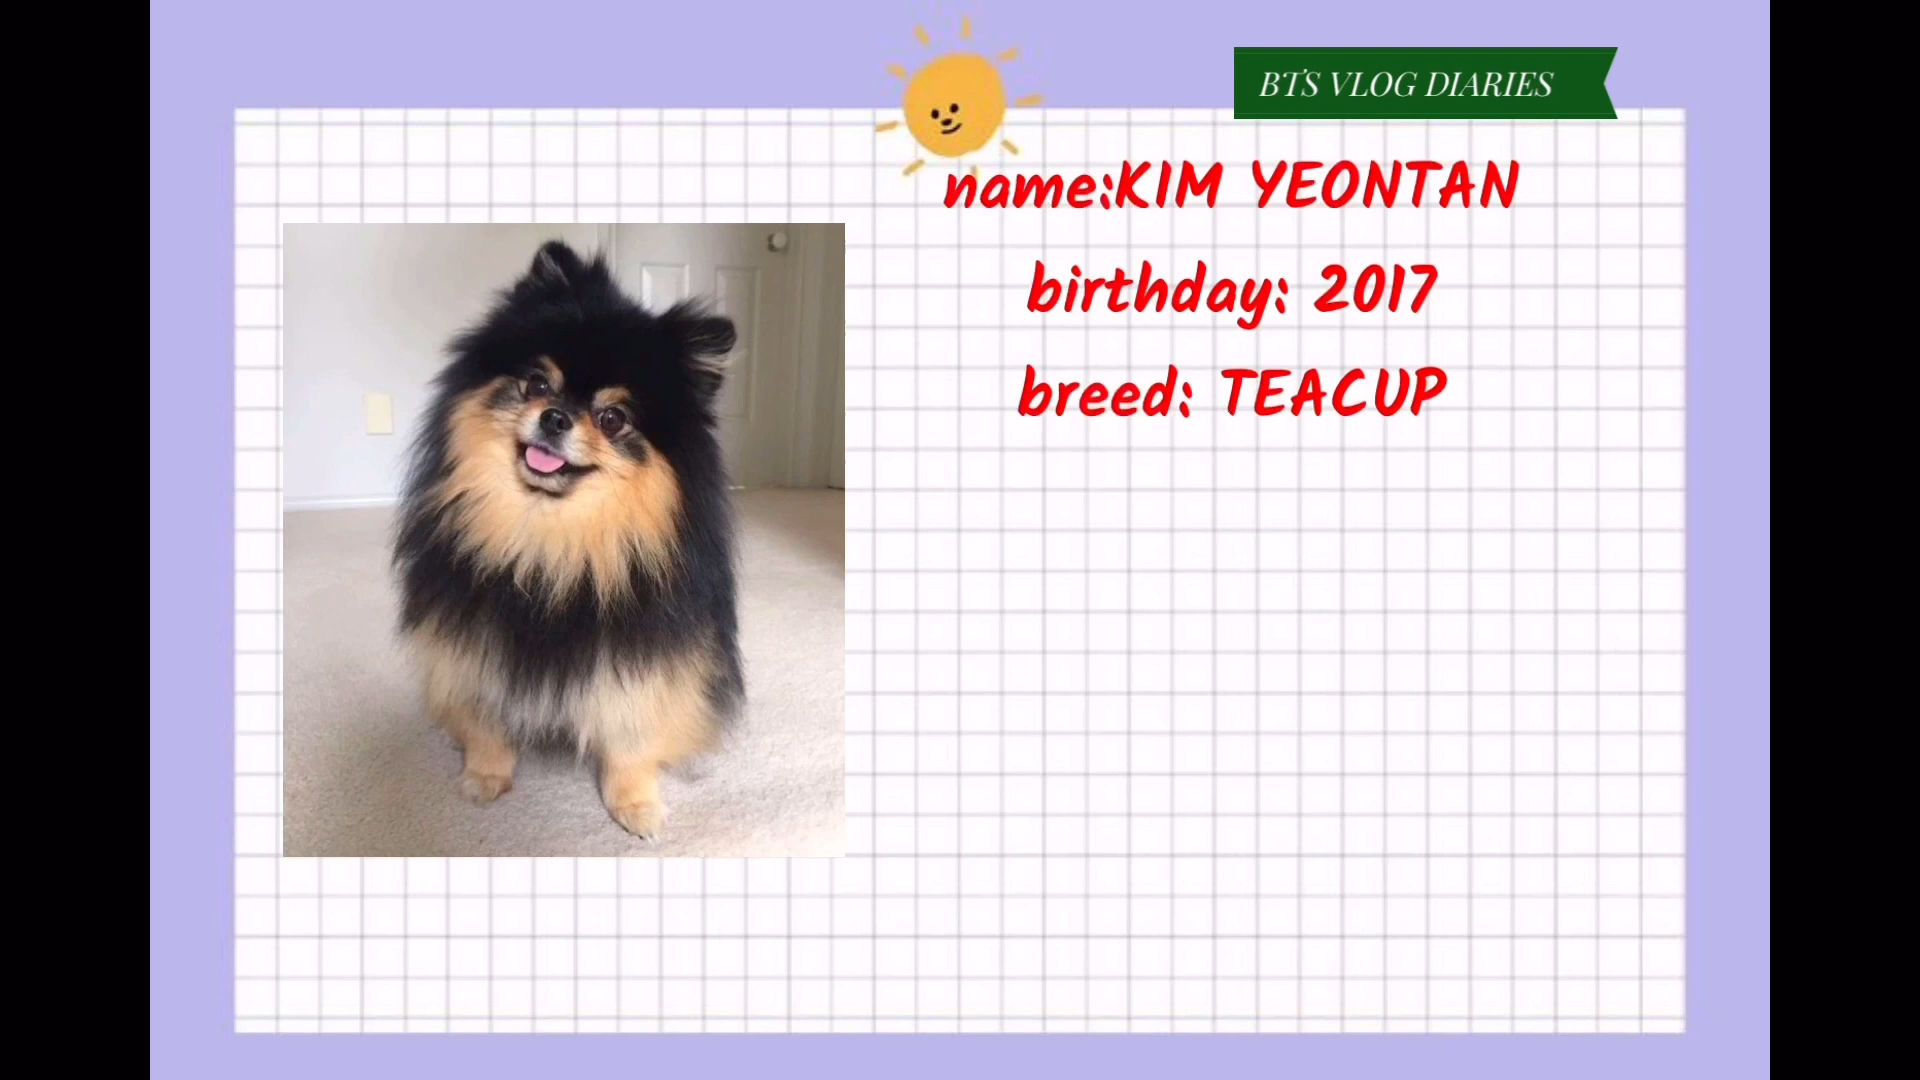 BTS VLOG DIARIES
name:KIM YEONTAN
birthday: 2017
breed: TEACUP